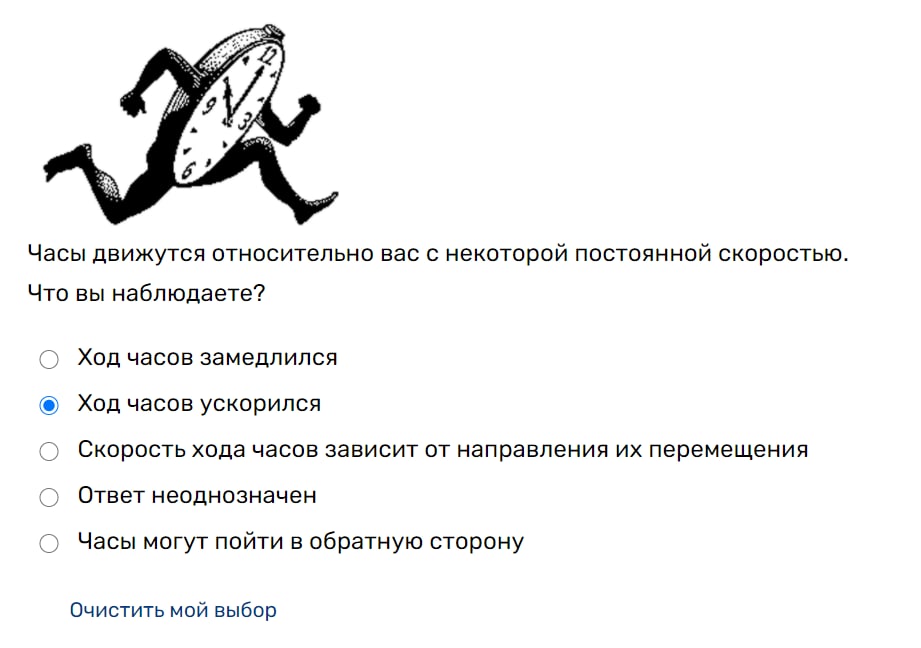 12
9
3
6
Часы движутся относительно вас с некоторой постоянной скоростью.
Что вы наблюдаете?
Ход часов замедлился
Ход часов ускорился
Скорость хода часов зависит от направления их перемещения
Ответ неоднозначен
Часы могут пойти в обратную сторону
Очистить мой выбор